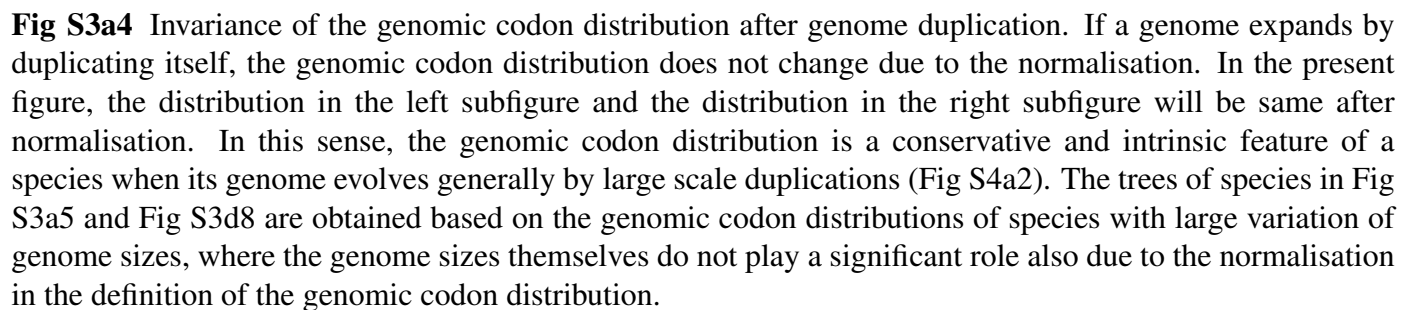 Fig S3a4 Invariance of the genomic codon distribution after genome duplication. If a genome expands by
duplicating itself, the genomic codon distribution does not change due to the normalisation. In the present
figure, the distribution in the left subfigure and the distribution in the right subfigure will be same after
normalisation. In this sense, the genomic codon distribution is a conservative and intrinsic feature of a
species when its genome evolves generally by large scale duplications (Fig S4a2). The trees of species in Fig
S3a5 and Fig S3d8 are obtained based on the genomic codon distributions of species with large variation of
genome sizes, where the genome sizes themselves do not play a significant role also due to the normalisation
in the definition of the genomic codon distribution.